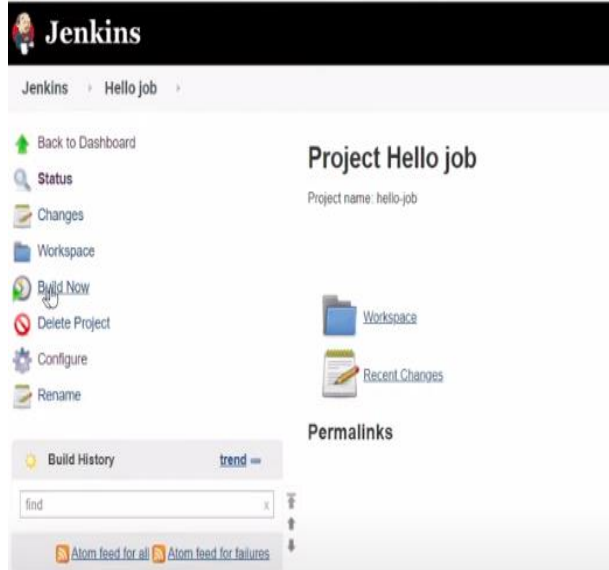 Jenkins
Jenkins Hello job
Back to Dashboard
Status
Changes
Workspace
Build Now
Delete Project
Configure
Rename
Build History trend
find x
Atom feed for all Atom feed for failures
Project Hello job
Project name: hello-job
Workspace
Recent Changes
Permalinks